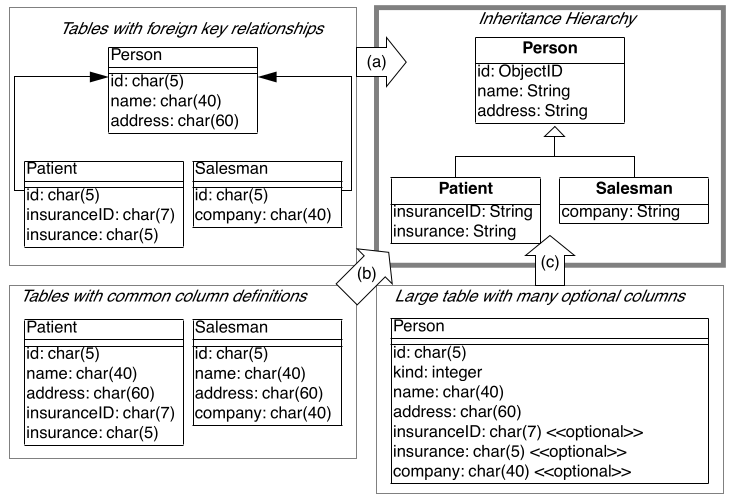 Tables with foreign key relationships
Person
id: char(5)
name: char(40)
address: char(60)
Patient
id: char(5)
insuranceID: char(7)
insurance: char(5)
Salesman
id: char(5)
company: char(40)
(a)
Inheritance Hierarchy
Person
id: ObjectID
name: String
address: String
Patient
insuranceID: String
insurance: String
Salesman
company: String
(b)
(c)
Tables with common column definitions
Patient
id: char(5)
name: char(40)
address: char(60)
insuranceID: char(7)
insurance: char(5)
Salesman
id: char(5)
name: char(40)
address: char(60)
company: char(40)
Large table with many optional columns
Person
id: char(5)
kind: integer
name: char(40)
address: char(60)
insuranceID: char(7) <<optional>>
insurance: char(5) <<optional>>
company: char(40) <<optional>>